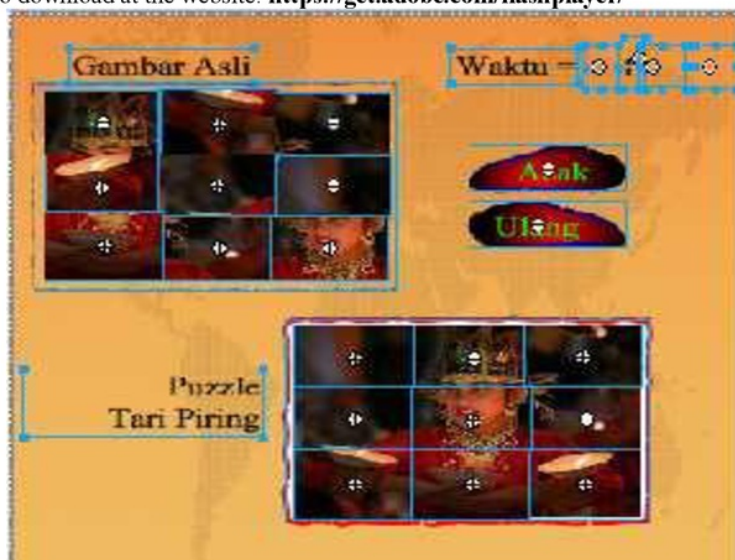 o download at the website: https://get.adobe.com/flashplayer/
Gambar Asli
Waktu =
Acak
Ulang
Puzzle
Tari Piring